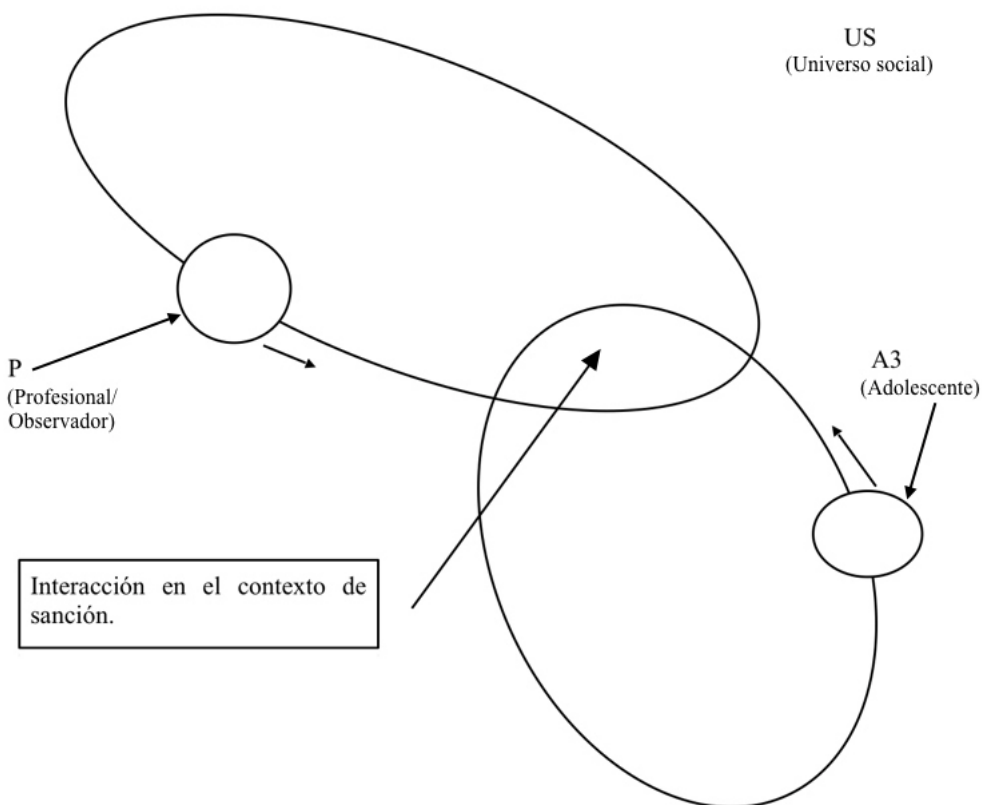 US
(Universo social)
P
(Profesional/
Observador)
A3
(Adolescente)
Interacción en el contexto de
sanción.